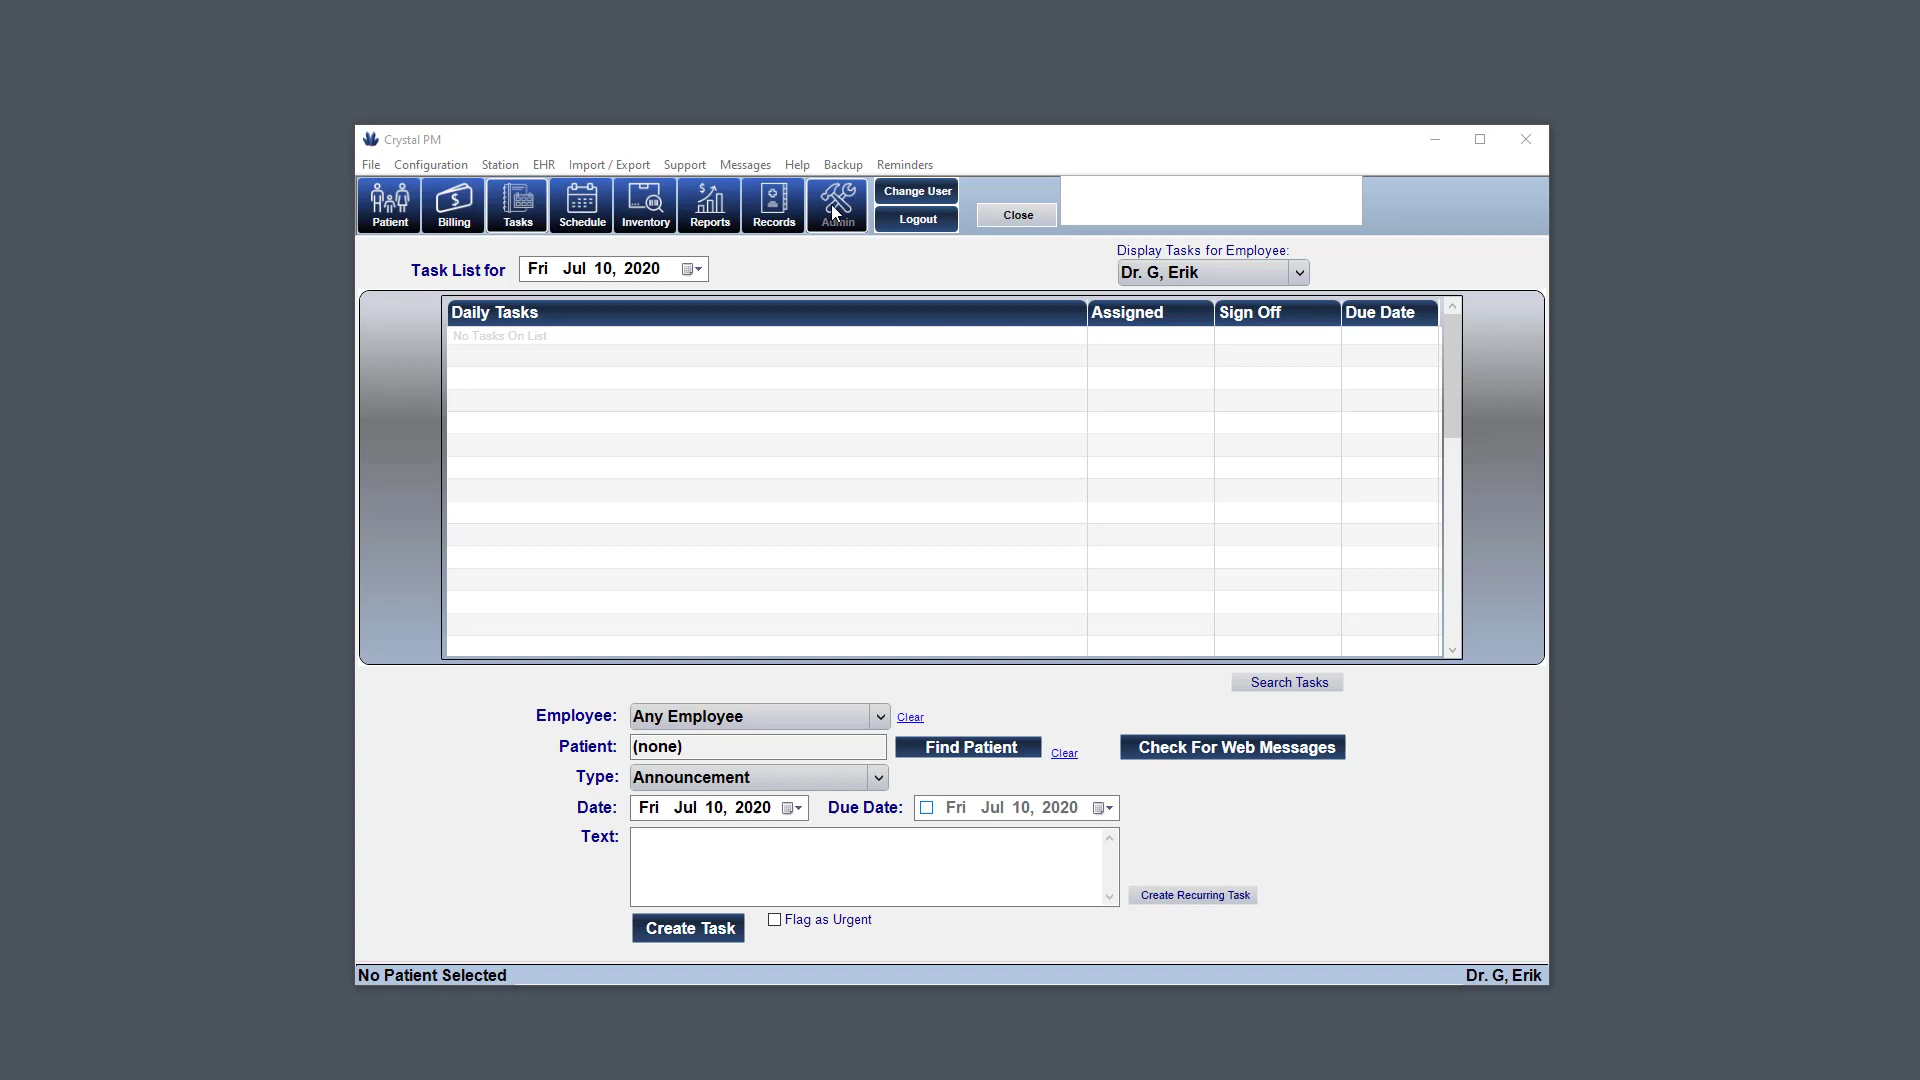 Crystal PM
File Configuration Station EHR Import / Export Support Messages Help Backup Reminders
Patient Billing Tasks Schedule Inventory Reports Records Admin
Change User
Logout
Close
Task List for Fri Jul 10, 2020
Display Tasks for Employee:
Dr. G, Erik
Daily Tasks Assigned Sign Off Due Date
No Tasks On List
Search Tasks
Employee: Any Employee Clear
Patient: (none) Find Patient Clear Check For Web Messages
Type: Announcement
Date: Fri Jul 10, 2020 Due Date: Fri Jul 10, 2020
Text:
Create Recurring Task
Create Task Flag as Urgent
No Patient Selected Dr. G, Erik